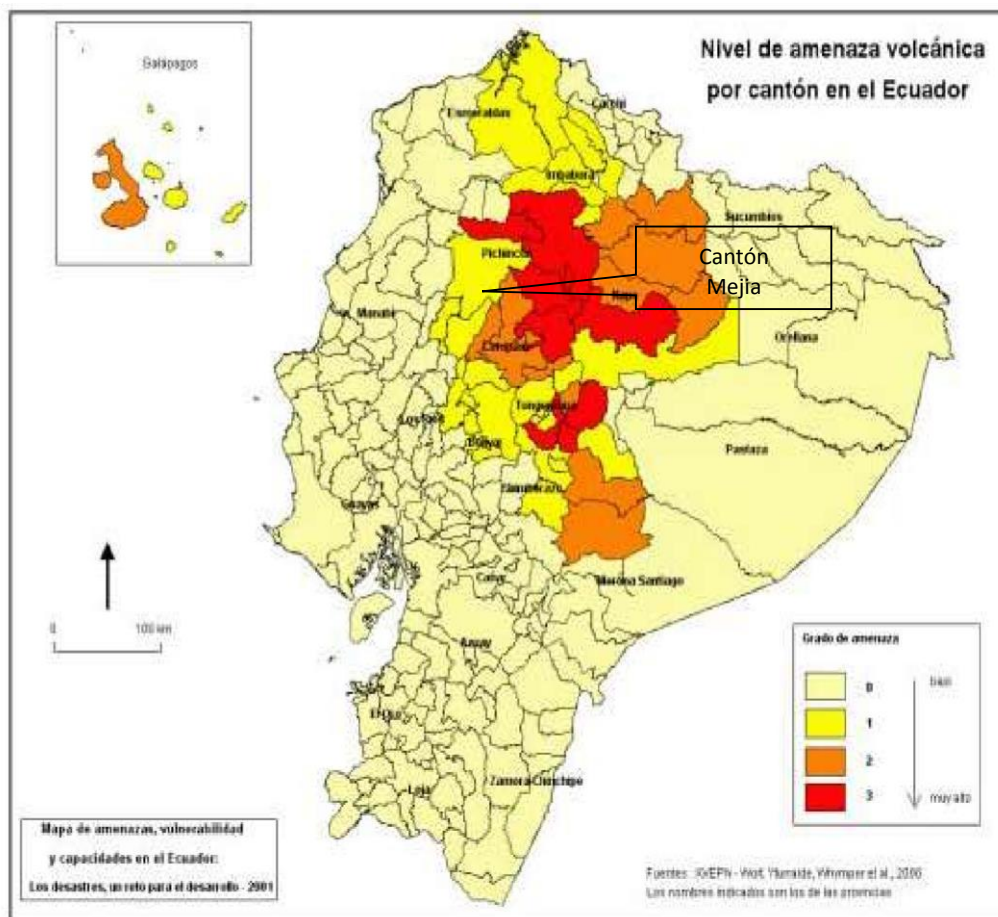 Nivel de amenaza volcánica
por cantón en el Ecuador
Galápagos
Esmeraldas
Carchi
Imbabura
Sucumbíos
Pichincha
Cantón
Mejia
Napo
Manabí
Orellana
Cotopaxi
Tungurahua
Los Ríos
Bolívar
Pastaza
Chimborazo
Guayas
Morona Santiago
Cañar
0 100 km
Azuay
El Oro
Zamora-Chinchipe
Loja
Grado de amenaza
0 bajo
1
2
3 muy alto
Mapa de amenazas, vulnerabilidad
y capacidades en el Ecuador:
Los desastres, un reto para el desarrollo - 2001
Fuentes : Wolf, Whymper et al., 2000
Los nombres indicados son los de las provincias